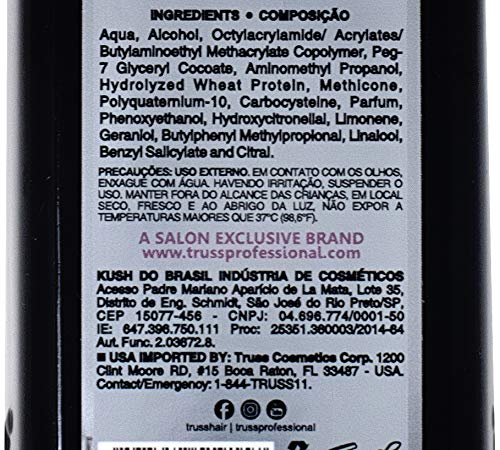 INGREDIENTS • COMPOSIÇÃO
Aqua, Alcohol, Octylacrylamide/ Acrylates/
Butylaminoethyl Methacrylate Copolymer, Peg-
7 Glyceryl Cocoate, Aminomethyl Propanol,
Hydrolyzed Wheat Protein, Methicone,
Polyquaternium-10, Carbocysteine, Parfum,
Phenoxyethanol, Hydroxycitronellal, Limonene,
Geraniol, Butylphenyl Methylpropional, Linalool,
Benzyl Salicylate and Citral.
PRECAUÇÕES: USO EXTERNO. EM CONTATO COM OS OLHOS,
ENXAGUE COM ÁGUA. HAVENDO IRRITAÇÃO, SUSPENDER O
USO. MANTER FORA DO ALCANCE DAS CRIANÇAS, EM LOCAL
SECO, FRESCO E AO ABRIGO DA LUZ, NÃO EXPOR A
TEMPERATURAS MAIORES QUE 37°C (98,6°F).
A SALON EXCLUSIVE BRAND
www.trussprofessional.com
KUSH DO BRASIL INDÚSTRIA DE COSMÉTICOS
Acesso Padre Mariano Aparício de La Mata, Lote 35,
Distrito de Eng. Schmidt, São José do Rio Preto/SP,
CEP 15077-456 - CNPJ: 04.696.774/0001-50
IE: 647.396.750.111 Proc: 25351.360003/2014-64
Aut. Func. 2.03672.8.
■ USA IMPORTED BY: Truss Cosmetics Corp. 1200
Clint Moore RD, #15 Boca Raton, FL 33487 - USA.
Contact/Emergency: 1-844-TRUSS11.
trusshair | trussprofessional